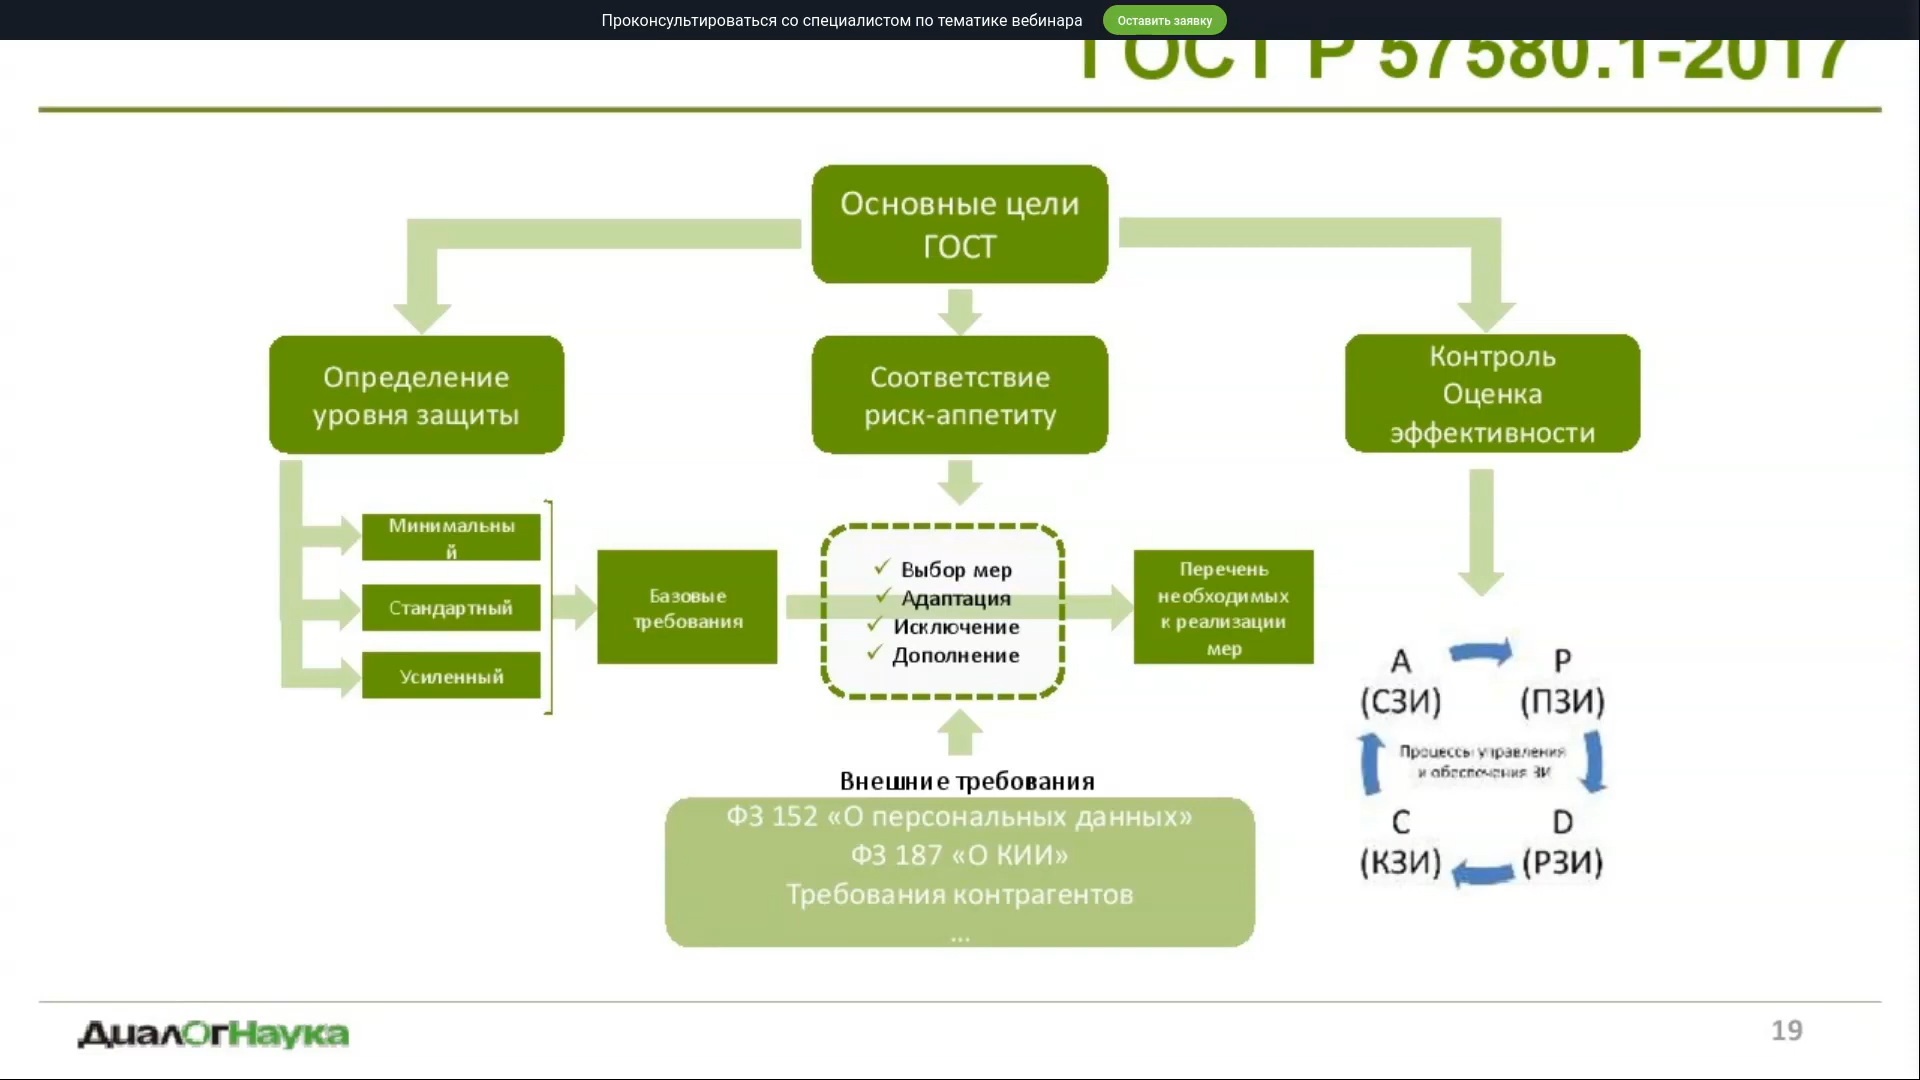 Проконсультироваться со специалистом по тематике вебинара
Оставить заявку
ГОСТ Р 57580.1-2017
Основные цели
ГОСТ
Определение
уровня защиты
Соответствие
риск-аппетиту
Контроль
Оценка
эффективности
Минимальны
й
Стандартный
Усиленный
Базовые
требования
✓ Выбор мер
✓ Адаптация
✓ Исключение
✓ Дополнение
Перечень
необходимых
к реализации
мер
A
(СЗИ)
P
(ПЗИ)
Процессы управления
и обеспечения ЗИ
C
(КЗИ)
D
(РЗИ)
Внешние требования
ФЗ 152 «О персональных данных»
ФЗ 187 «О КИИ»
Требования контрагентов
...
ДиалОгНаука
19